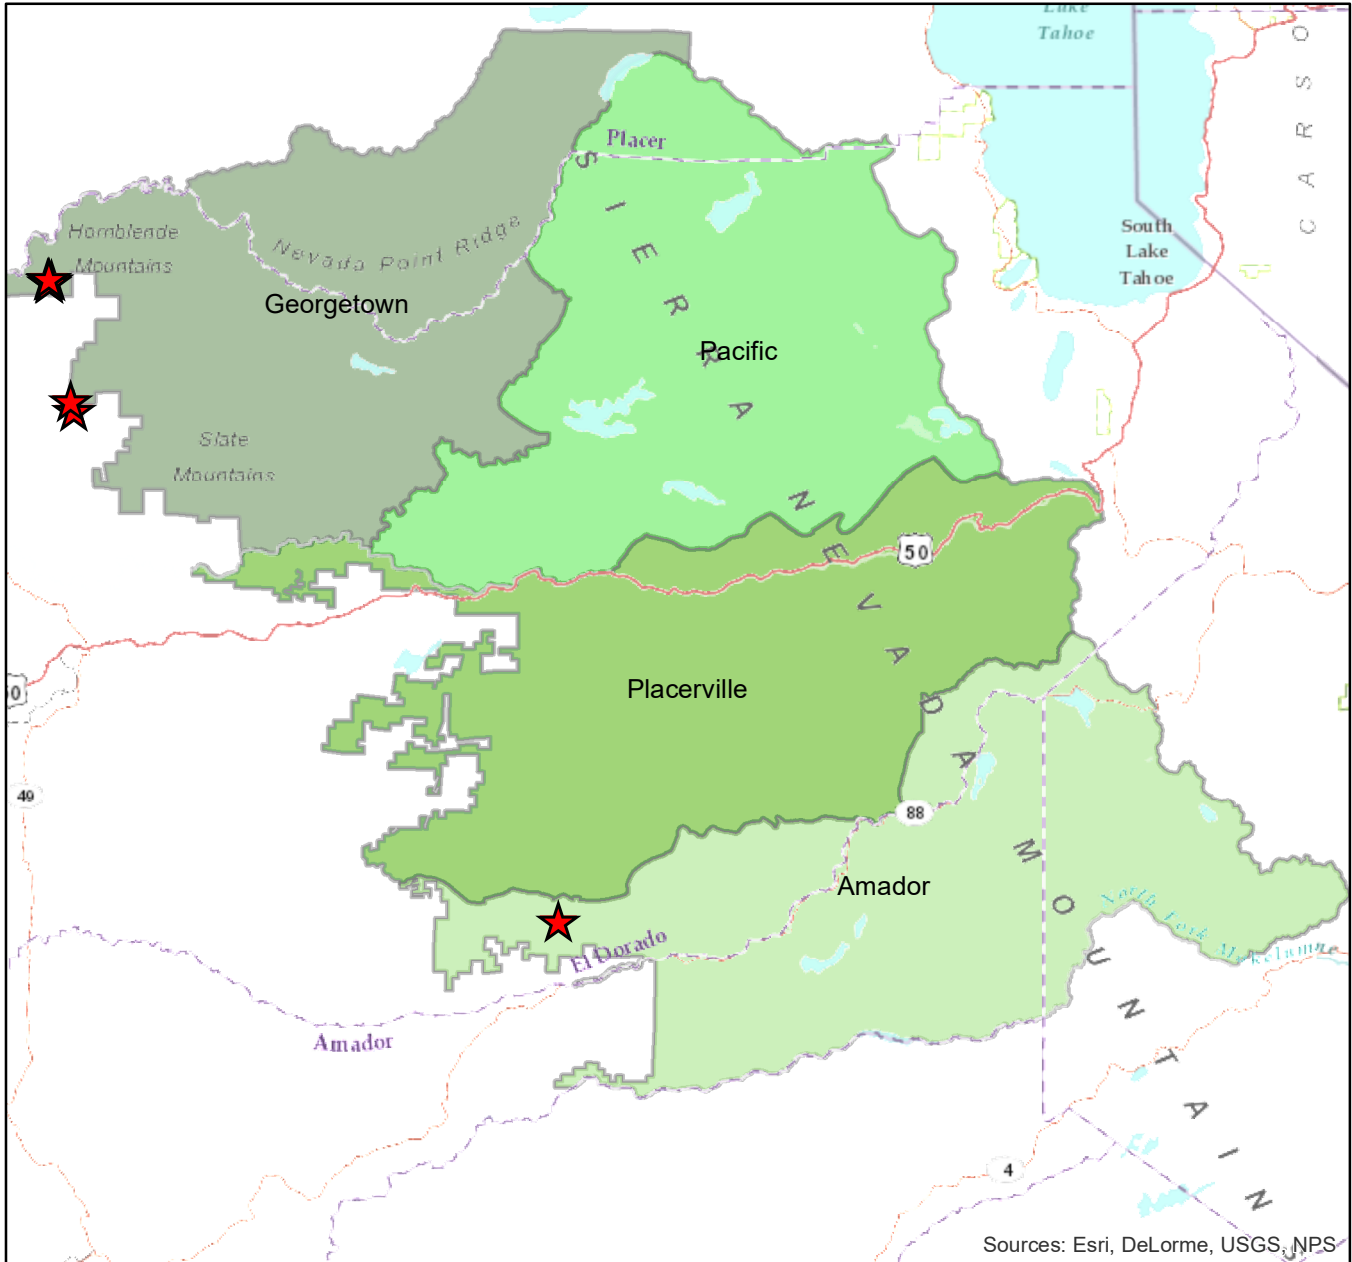 Lake
Tahoe
CARSO
Placer
South
Lake
Tahoe
Hornblende
Mountains
Nevada Point Ridge
Georgetown
Pacific
Slate
Mountains
50
SIERRA NEVADA MOUNTAINS
Placerville
50
49
88
Amador
North Fork Mokelumne
El Dorado
Amador
4
Sources: Esri, DeLorme, USGS, NPS